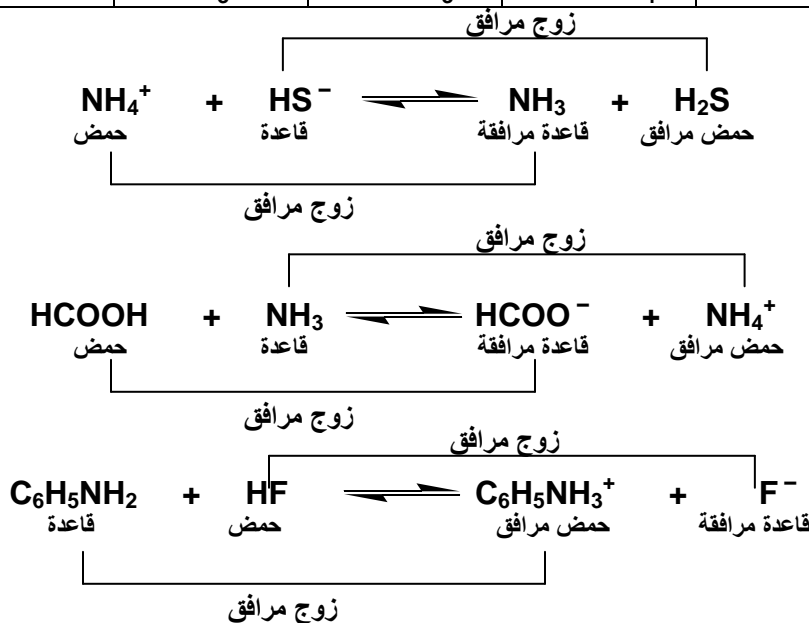 زوج مرافق
NH₄⁺ + HS⁻ ⇌ NH₃ + H₂S
حمض قاعدة قاعدة مرافقة حمض مرافق
زوج مرافق
زوج مرافق
HCOOH + NH₃ ⇌ HCOO⁻ + NH₄⁺
حمض قاعدة قاعدة مرافقة حمض مرافق
زوج مرافق
زوج مرافق
C₆H₅NH₂ + HF ⇌ C₆H₅NH₃⁺ + F⁻
قاعدة حمض حمض مرافق قاعدة مرافقة
زوج مرافق